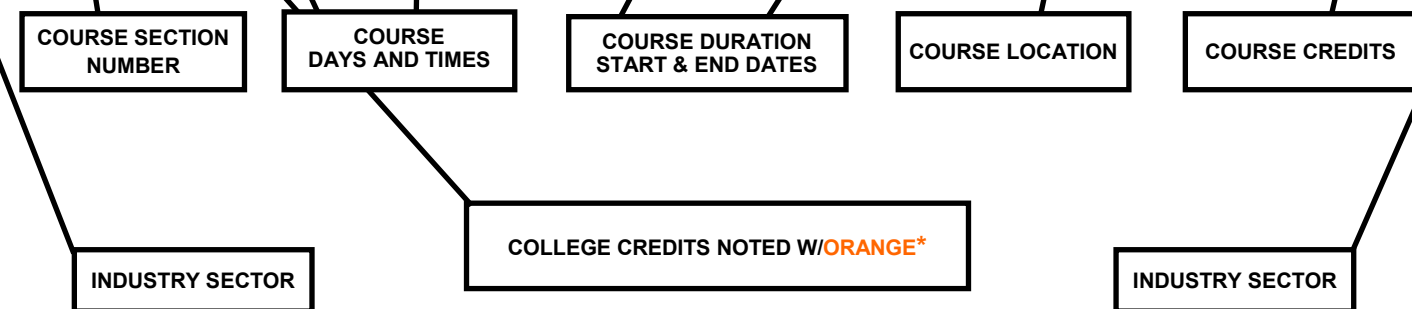 COURSE SECTION
NUMBER
COURSE
DAYS AND TIMES
COURSE DURATION
START & END DATES
COURSE LOCATION
COURSE CREDITS
COLLEGE CREDITS NOTED W/ORANGE*
INDUSTRY SECTOR
INDUSTRY SECTOR